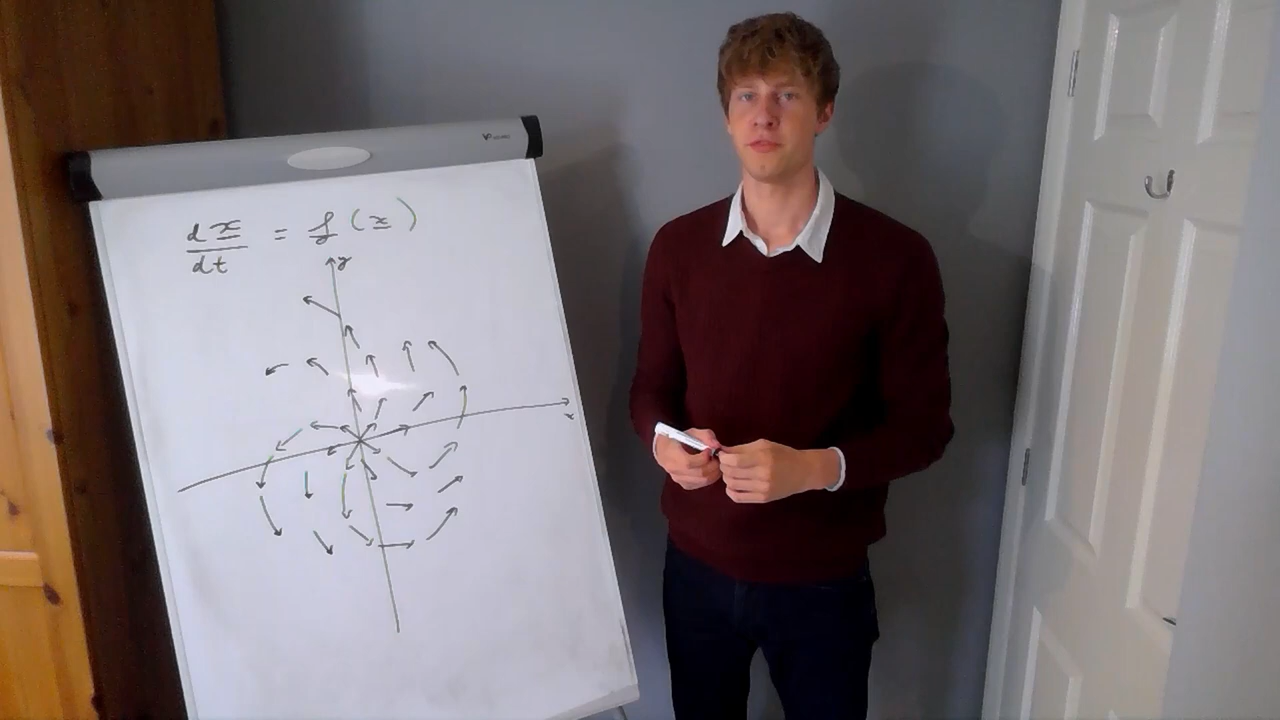 dx/dt = f(x)
y
x